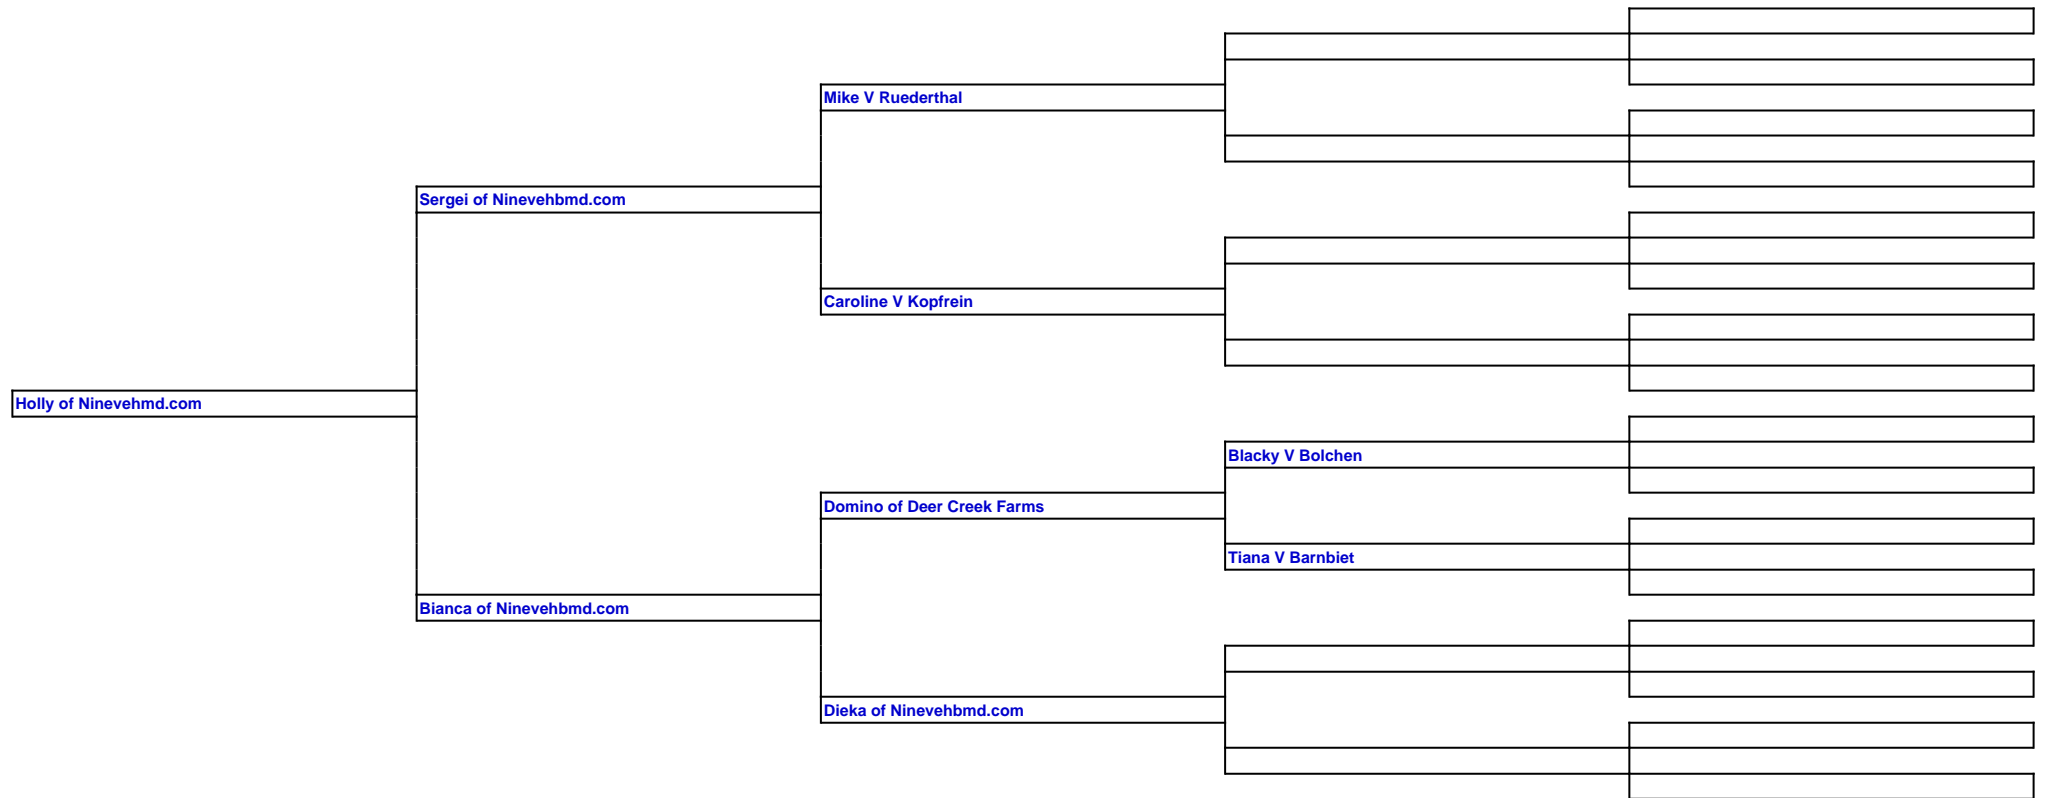 Mike V Ruederthal
Sergei of Ninevehbmd.com
Caroline V Kopfrein
Holly of Ninevehmd.com
Blacky V Bolchen
Domino of Deer Creek Farms
Tiana V Barnbiet
Bianca of Ninevehbmd.com
Dieka of Ninevehbmd.com